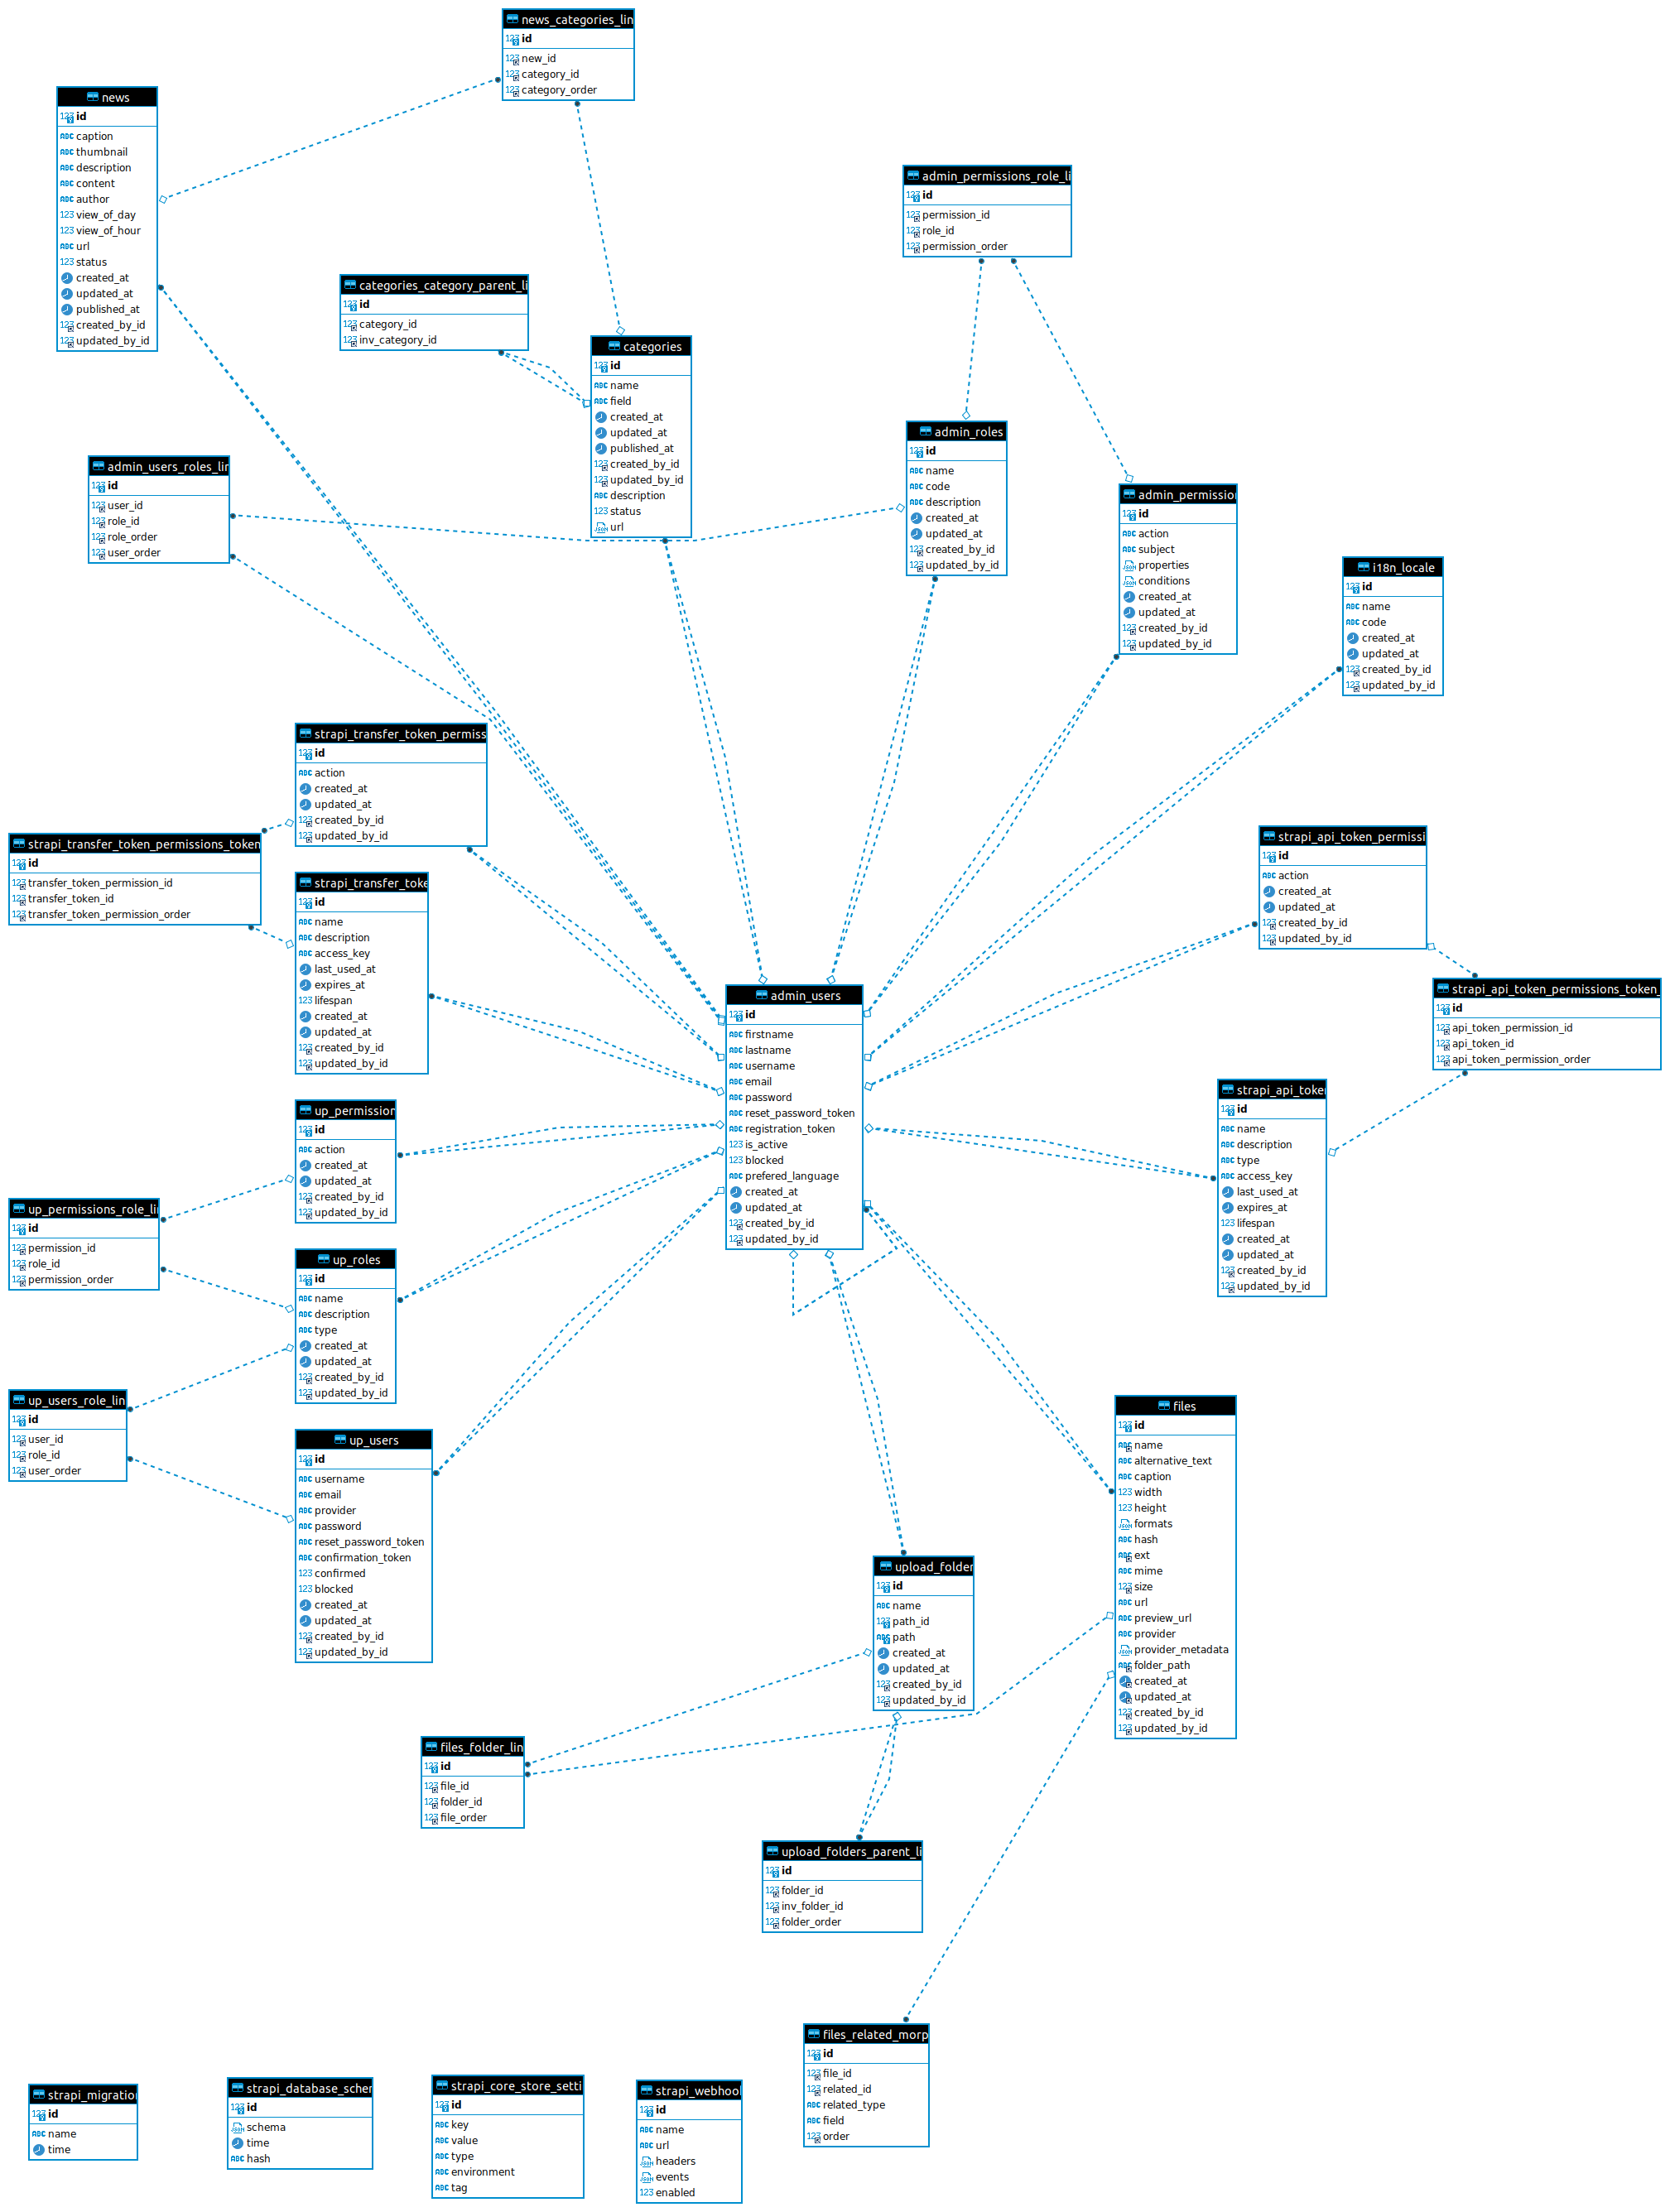 news_categories_lin
id
new_id
category_id
category_order
news
id
caption
thumbnail
description
content
author
view_of_day
view_of_hour
url
status
created_at
updated_at
published_at
created_by_id
updated_by_id
admin_permissions_role_li
id
permission_id
role_id
permission_order
categories_category_parent_li
id
category_id
inv_category_id
categories
id
name
field
created_at
updated_at
published_at
created_by_id
updated_by_id
description
status
url
admin_roles
id
name
code
description
created_at
updated_at
created_by_id
updated_by_id
admin_users_roles_lin
id
user_id
role_id
role_order
user_order
admin_permission
id
action
subject
properties
conditions
created_at
updated_at
created_by_id
updated_by_id
i18n_locale
id
name
code
created_at
updated_at
created_by_id
updated_by_id
strapi_transfer_token_permiss
id
action
created_at
updated_at
created_by_id
updated_by_id
strapi_transfer_token_permissions_token
id
transfer_token_permission_id
transfer_token_id
transfer_token_permission_order
strapi_transfer_toke
id
name
description
access_key
last_used_at
expires_at
lifespan
created_at
updated_at
created_by_id
updated_by_id
strapi_api_token_permissi
id
action
created_at
updated_at
created_by_id
updated_by_id
strapi_api_token_permissions_token_
id
api_token_permission_id
api_token_id
api_token_permission_order
admin_users
id
firstname
lastname
username
email
password
reset_password_token
registration_token
is_active
blocked
prefered_language
created_at
updated_at
created_by_id
updated_by_id
strapi_api_token
id
name
description
type
access_key
last_used_at
expires_at
lifespan
created_at
updated_at
created_by_id
updated_by_id
up_permission
id
action
created_at
updated_at
created_by_id
updated_by_id
up_permissions_role_li
id
permission_id
role_id
permission_order
up_roles
id
name
description
type
created_at
updated_at
created_by_id
updated_by_id
up_users_role_lin
id
user_id
role_id
user_order
up_users
id
username
email
provider
password
reset_password_token
confirmation_token
confirmed
blocked
created_at
updated_at
created_by_id
updated_by_id
files
id
name
alternative_text
caption
width
height
formats
hash
ext
mime
size
url
preview_url
provider
provider_metadata
folder_path
created_at
updated_at
created_by_id
updated_by_id
upload_folder
id
name
path_id
path
created_at
updated_at
created_by_id
updated_by_id
files_folder_lin
id
file_id
folder_id
file_order
upload_folders_parent_li
id
folder_id
inv_folder_id
folder_order
files_related_morp
id
file_id
related_id
related_type
field
order
strapi_migration
id
name
time
strapi_database_schem
id
schema
time
hash
strapi_core_store_setti
id
key
value
type
environment
tag
strapi_webhook
id
name
url
headers
events
enabled